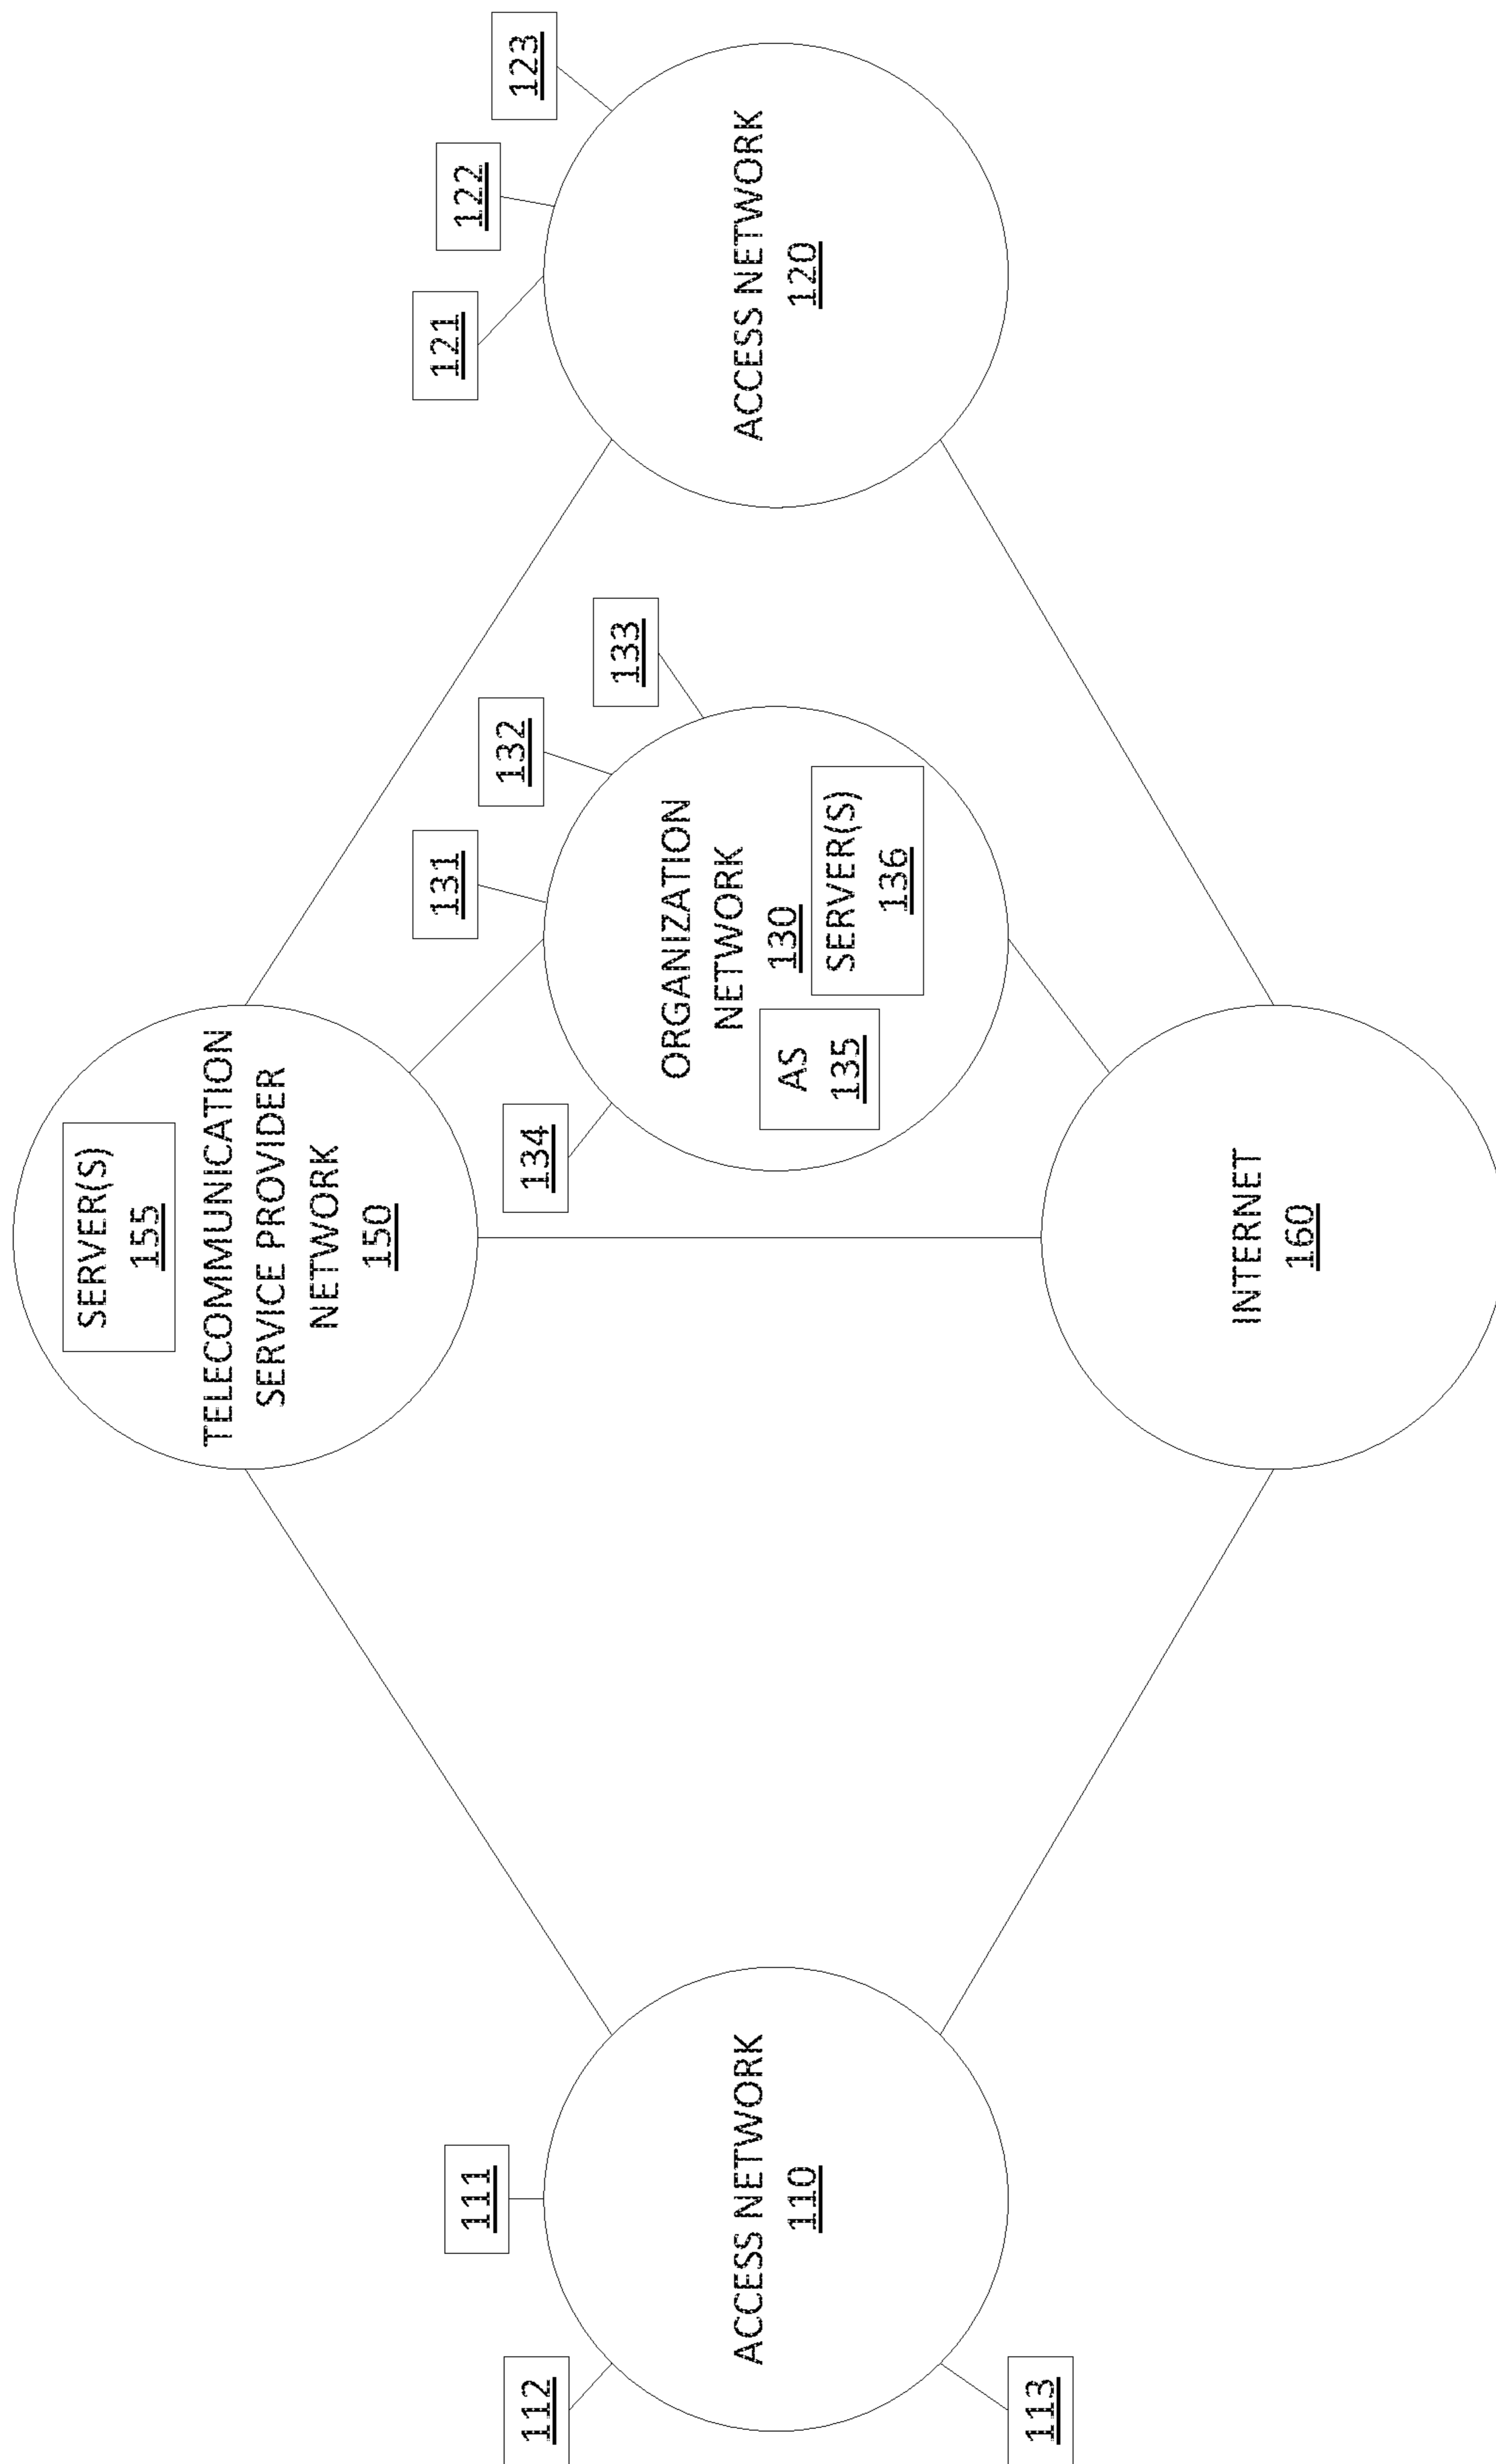 SERVER(S)
155
TELECOMMUNICATION
SERVICE PROVIDER
NETWORK
150
111
112
ACCESS NETWORK
110
113
134
131
132
133
ORGANIZATION
NETWORK
130
AS
135
SERVER(S)
136
121
122
123
ACCESS NETWORK
120
INTERNET
160